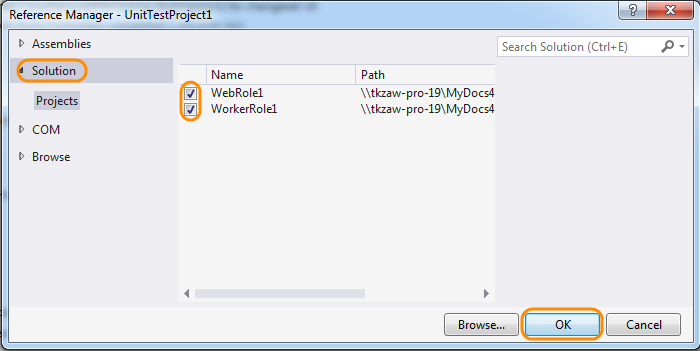 Reference Manager - UnitTestProject1
Assemblies
Solution
Projects
COM
Browse
Search Solution (Ctrl+E)
Name Path
WebRole1 \\tkzaw-pro-19\MyDocs4
WorkerRole1 \\tkzaw-pro-19\MyDocs4
Browse... OK Cancel